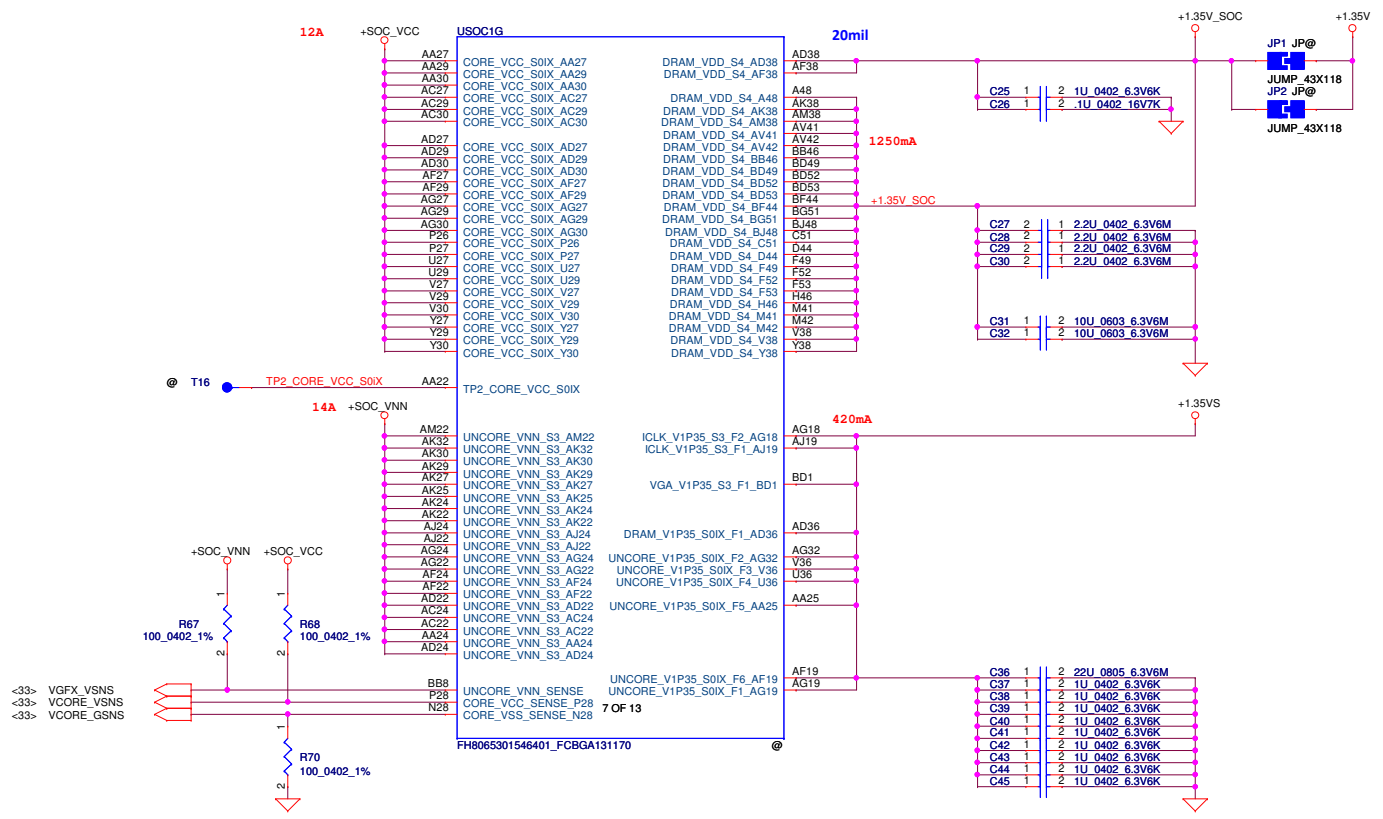 12A
+SOC_VCC
USOC1G
20mil
+1.35V_SOC
+1.35V
AA27 CORE_VCC_S0IX_AA27
AA29 CORE_VCC_S0IX_AA29
AA30 CORE_VCC_S0IX_AA30
AC27 CORE_VCC_S0IX_AC27
AC29 CORE_VCC_S0IX_AC29
AC30 CORE_VCC_S0IX_AC30
AD27 CORE_VCC_S0IX_AD27
AD29 CORE_VCC_S0IX_AD29
AD30 CORE_VCC_S0IX_AD30
AF27 CORE_VCC_S0IX_AF27
AF29 CORE_VCC_S0IX_AF29
AG27 CORE_VCC_S0IX_AG27
AG29 CORE_VCC_S0IX_AG29
AG30 CORE_VCC_S0IX_AG30
P26 CORE_VCC_S0IX_P26
P27 CORE_VCC_S0IX_P27
U27 CORE_VCC_S0IX_U27
U29 CORE_VCC_S0IX_U29
V27 CORE_VCC_S0IX_V27
V29 CORE_VCC_S0IX_V29
V30 CORE_VCC_S0IX_V30
Y27 CORE_VCC_S0IX_Y27
Y29 CORE_VCC_S0IX_Y29
Y30 CORE_VCC_S0IX_Y30
@ T16 TP2_CORE_VCC_S0iX AA22 TP2_CORE_VCC_S0IX
14A
+SOC_VNN
AM22 UNCORE_VNN_S3_AM22
AK32 UNCORE_VNN_S3_AK32
AK30 UNCORE_VNN_S3_AK30
AK29 UNCORE_VNN_S3_AK29
AK27 UNCORE_VNN_S3_AK27
AK25 UNCORE_VNN_S3_AK25
AK24 UNCORE_VNN_S3_AK24
AK22 UNCORE_VNN_S3_AK22
AJ24 UNCORE_VNN_S3_AJ24
AJ22 UNCORE_VNN_S3_AJ22
AG24 UNCORE_VNN_S3_AG24
AG22 UNCORE_VNN_S3_AG22
AF24 UNCORE_VNN_S3_AF24
AF22 UNCORE_VNN_S3_AF22
AD22 UNCORE_VNN_S3_AD22
AC24 UNCORE_VNN_S3_AC24
AC22 UNCORE_VNN_S3_AC22
AA24 UNCORE_VNN_S3_AA24
AD24 UNCORE_VNN_S3_AD24
BB8 UNCORE_VNN_SENSE
P28 CORE_VCC_SENSE_P28
N28 CORE_VSS_SENSE_N28
7 OF 13
FH8065301546401_FCBGA131170
@
DRAM_VDD_S4_AD38 AD38
DRAM_VDD_S4_AF38 AF38
DRAM_VDD_S4_A48 A48
DRAM_VDD_S4_AK38 AK38
DRAM_VDD_S4_AM38 AM38
DRAM_VDD_S4_AV41 AV41
DRAM_VDD_S4_AV42 AV42
DRAM_VDD_S4_BB46 BB46
DRAM_VDD_S4_BD49 BD49
DRAM_VDD_S4_BD52 BD52
DRAM_VDD_S4_BD53 BD53
DRAM_VDD_S4_BF44 BF44
DRAM_VDD_S4_BG51 BG51
DRAM_VDD_S4_BJ48 BJ48
DRAM_VDD_S4_C51 C51
DRAM_VDD_S4_D44 D44
DRAM_VDD_S4_F49 F49
DRAM_VDD_S4_F52 F52
DRAM_VDD_S4_F53 F53
DRAM_VDD_S4_H46 H46
DRAM_VDD_S4_M41 M41
DRAM_VDD_S4_M42 M42
DRAM_VDD_S4_V38 V38
DRAM_VDD_S4_Y38 Y38
1250mA
+1.35V_SOC
420mA
+1.35VS
ICLK_V1P35_S3_F2_AG18 AG18
ICLK_V1P35_S3_F1_AJ19 AJ19
VGA_V1P35_S3_F1_BD1 BD1
DRAM_V1P35_S0IX_F1_AD36 AD36
UNCORE_V1P35_S0IX_F2_AG32 AG32
UNCORE_V1P35_S0IX_F3_V36 V36
UNCORE_V1P35_S0IX_F4_U36 U36
UNCORE_V1P35_S0IX_F5_AA25 AA25
UNCORE_V1P35_S0IX_F6_AF19 AF19
UNCORE_V1P35_S0IX_F1_AG19 AG19
JP1 JP@
JUMP_43X118
JP2 JP@
JUMP_43X118
C25 1 2 1U_0402_6.3V6K
C26 1 2 .1U_0402_16V7K
C27 2 1 2.2U_0402_6.3V6M
C28 2 1 2.2U_0402_6.3V6M
C29 2 1 2.2U_0402_6.3V6M
C30 2 1 2.2U_0402_6.3V6M
C31 1 2 10U_0603_6.3V6M
C32 1 2 10U_0603_6.3V6M
C36 1 2 22U_0805_6.3V6M
C37 1 2 1U_0402_6.3V6K
C38 1 2 1U_0402_6.3V6K
C39 1 2 1U_0402_6.3V6K
C40 1 2 1U_0402_6.3V6K
C41 1 2 1U_0402_6.3V6K
C42 1 2 1U_0402_6.3V6K
C43 1 2 1U_0402_6.3V6K
C44 1 2 1U_0402_6.3V6K
C45 1 2 1U_0402_6.3V6K
+SOC_VNN +SOC_VCC
1 1
R67
100_0402_1%
R68
100_0402_1%
2 2
<33> VGFX_VSNS
<33> VCORE_VSNS
<33> VCORE_GSNS
1
R70
100_0402_1%
2